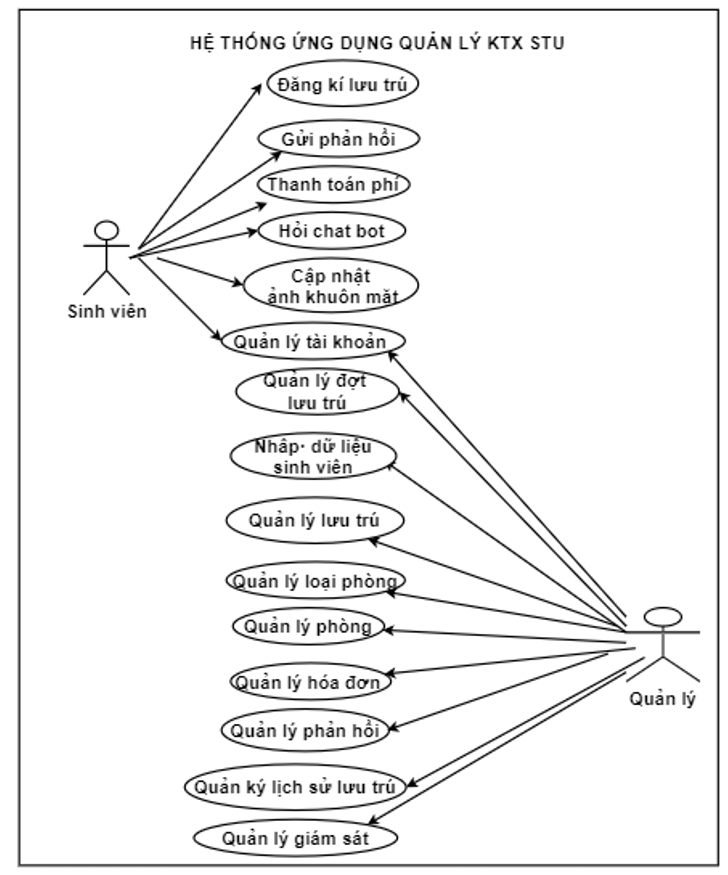 HỆ THỐNG ỨNG DỤNG QUẢN LÝ KTX STU
Đăng kí lưu trú
Gửi phản hồi
Thanh toán phí
Hỏi chat bot
Cập nhật
ảnh khuôn mặt
Sinh viên
Quản lý tài khoản
Quản lý đợt
lưu trú
Nhâp· dữ liệu
sinh viên
Quản lý lưu trú
Quản lý loại phòng
Quản lý phòng
Quản lý hóa đơn
Quản lý
Quản lý phản hồi
Quản ký lịch sử lưu trú
Quản lý giám sát